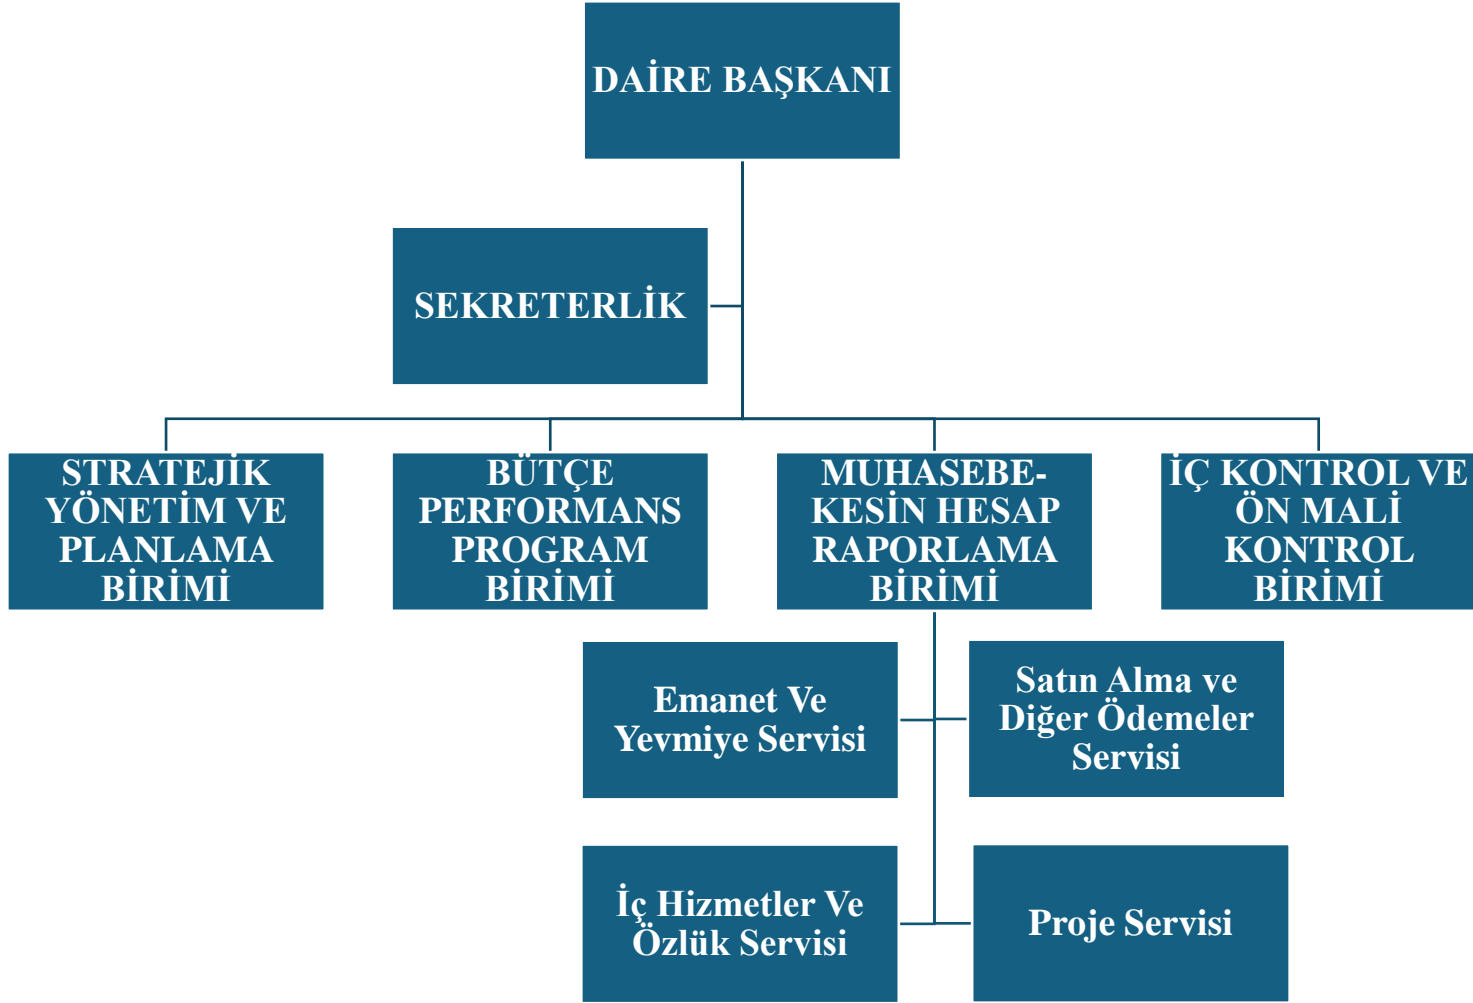 DAİRE BAŞKANI
SEKRETERLİK
STRATEJİK
YÖNETİM VE
PLANLAMA
BİRİMİ
BÜTÇE
PERFORMANS
PROGRAM
BİRİMİ
MUHASEBE-
KESİN HESAP
RAPORLAMA
BİRİMİ
İÇ KONTROL VE
ÖN MALİ
KONTROL
BİRİMİ
Emanet Ve
Yevmiye Servisi
Satın Alma ve
Diğer Ödemeler
Servisi
İç Hizmetler Ve
Özlük Servisi
Proje Servisi